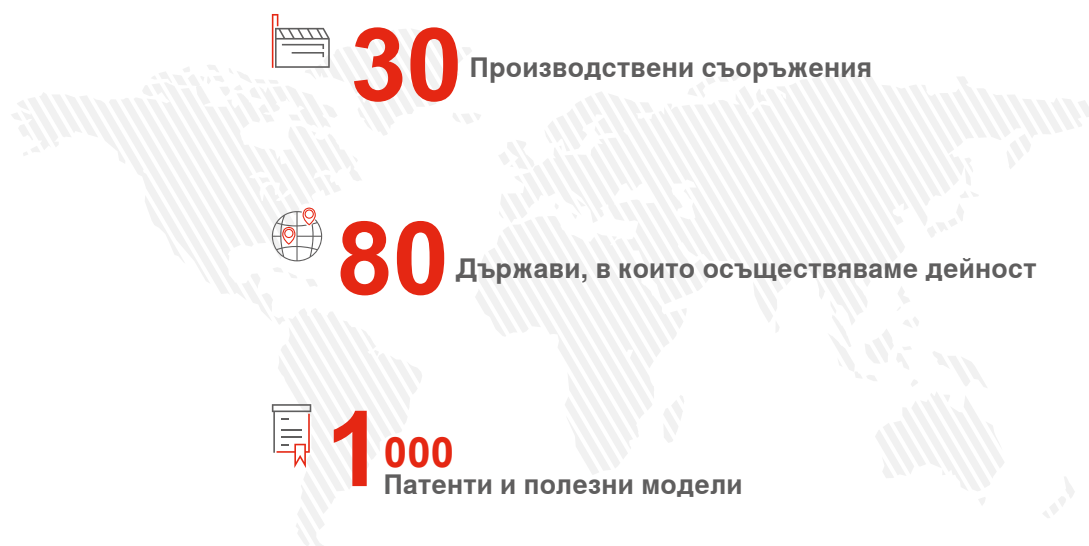 30 Производствени съоръжения
80 Държави, в които осъществяваме дейност
1 000
Патенти и полезни модели